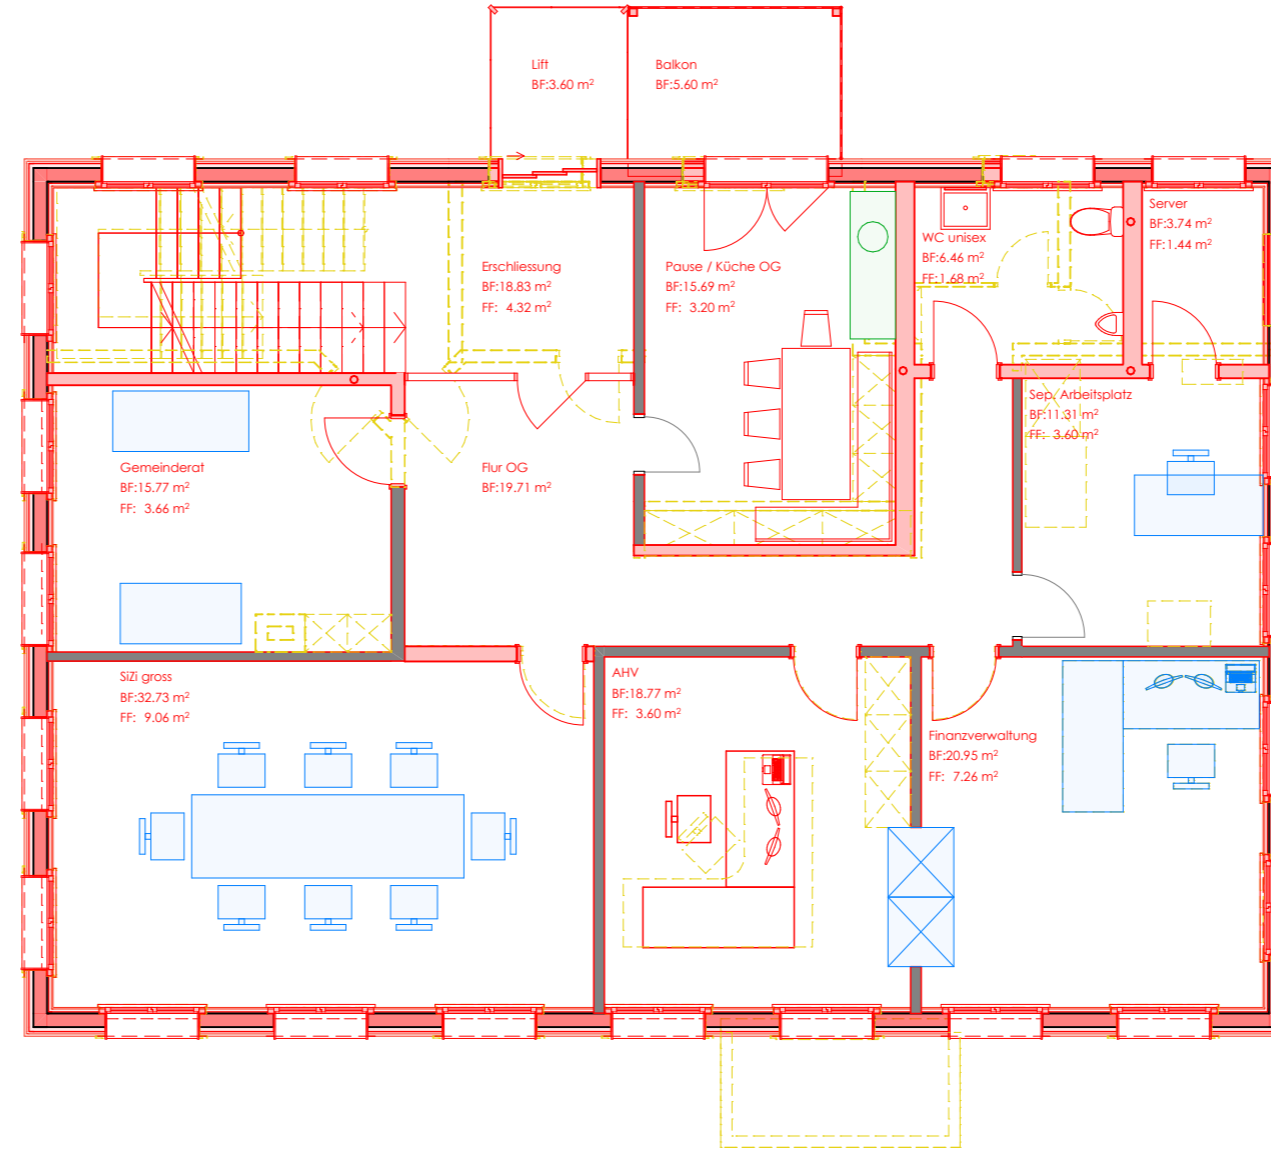 Lift
BF:3.60 m²
Balkon
BF:5.60 m²
Server
BF:3.74 m²
FF:1.44 m²
WC unisex
BF:6.46 m²
FF:1.68 m²
Erschliessung
BF:18.83 m²
FF: 4.32 m²
Pause / Küche OG
BF:15.69 m²
FF: 3.20 m²
Sep. Arbeitsplatz
BF:11.31 m²
FF: 3.60 m²
Gemeinderat
BF:15.77 m²
FF: 3.66 m²
Flur OG
BF:19.71 m²
SiZi gross
BF:32.73 m²
FF: 9.06 m²
AHV
BF:18.77 m²
FF: 3.60 m²
Finanzverwaltung
BF:20.95 m²
FF: 7.26 m²